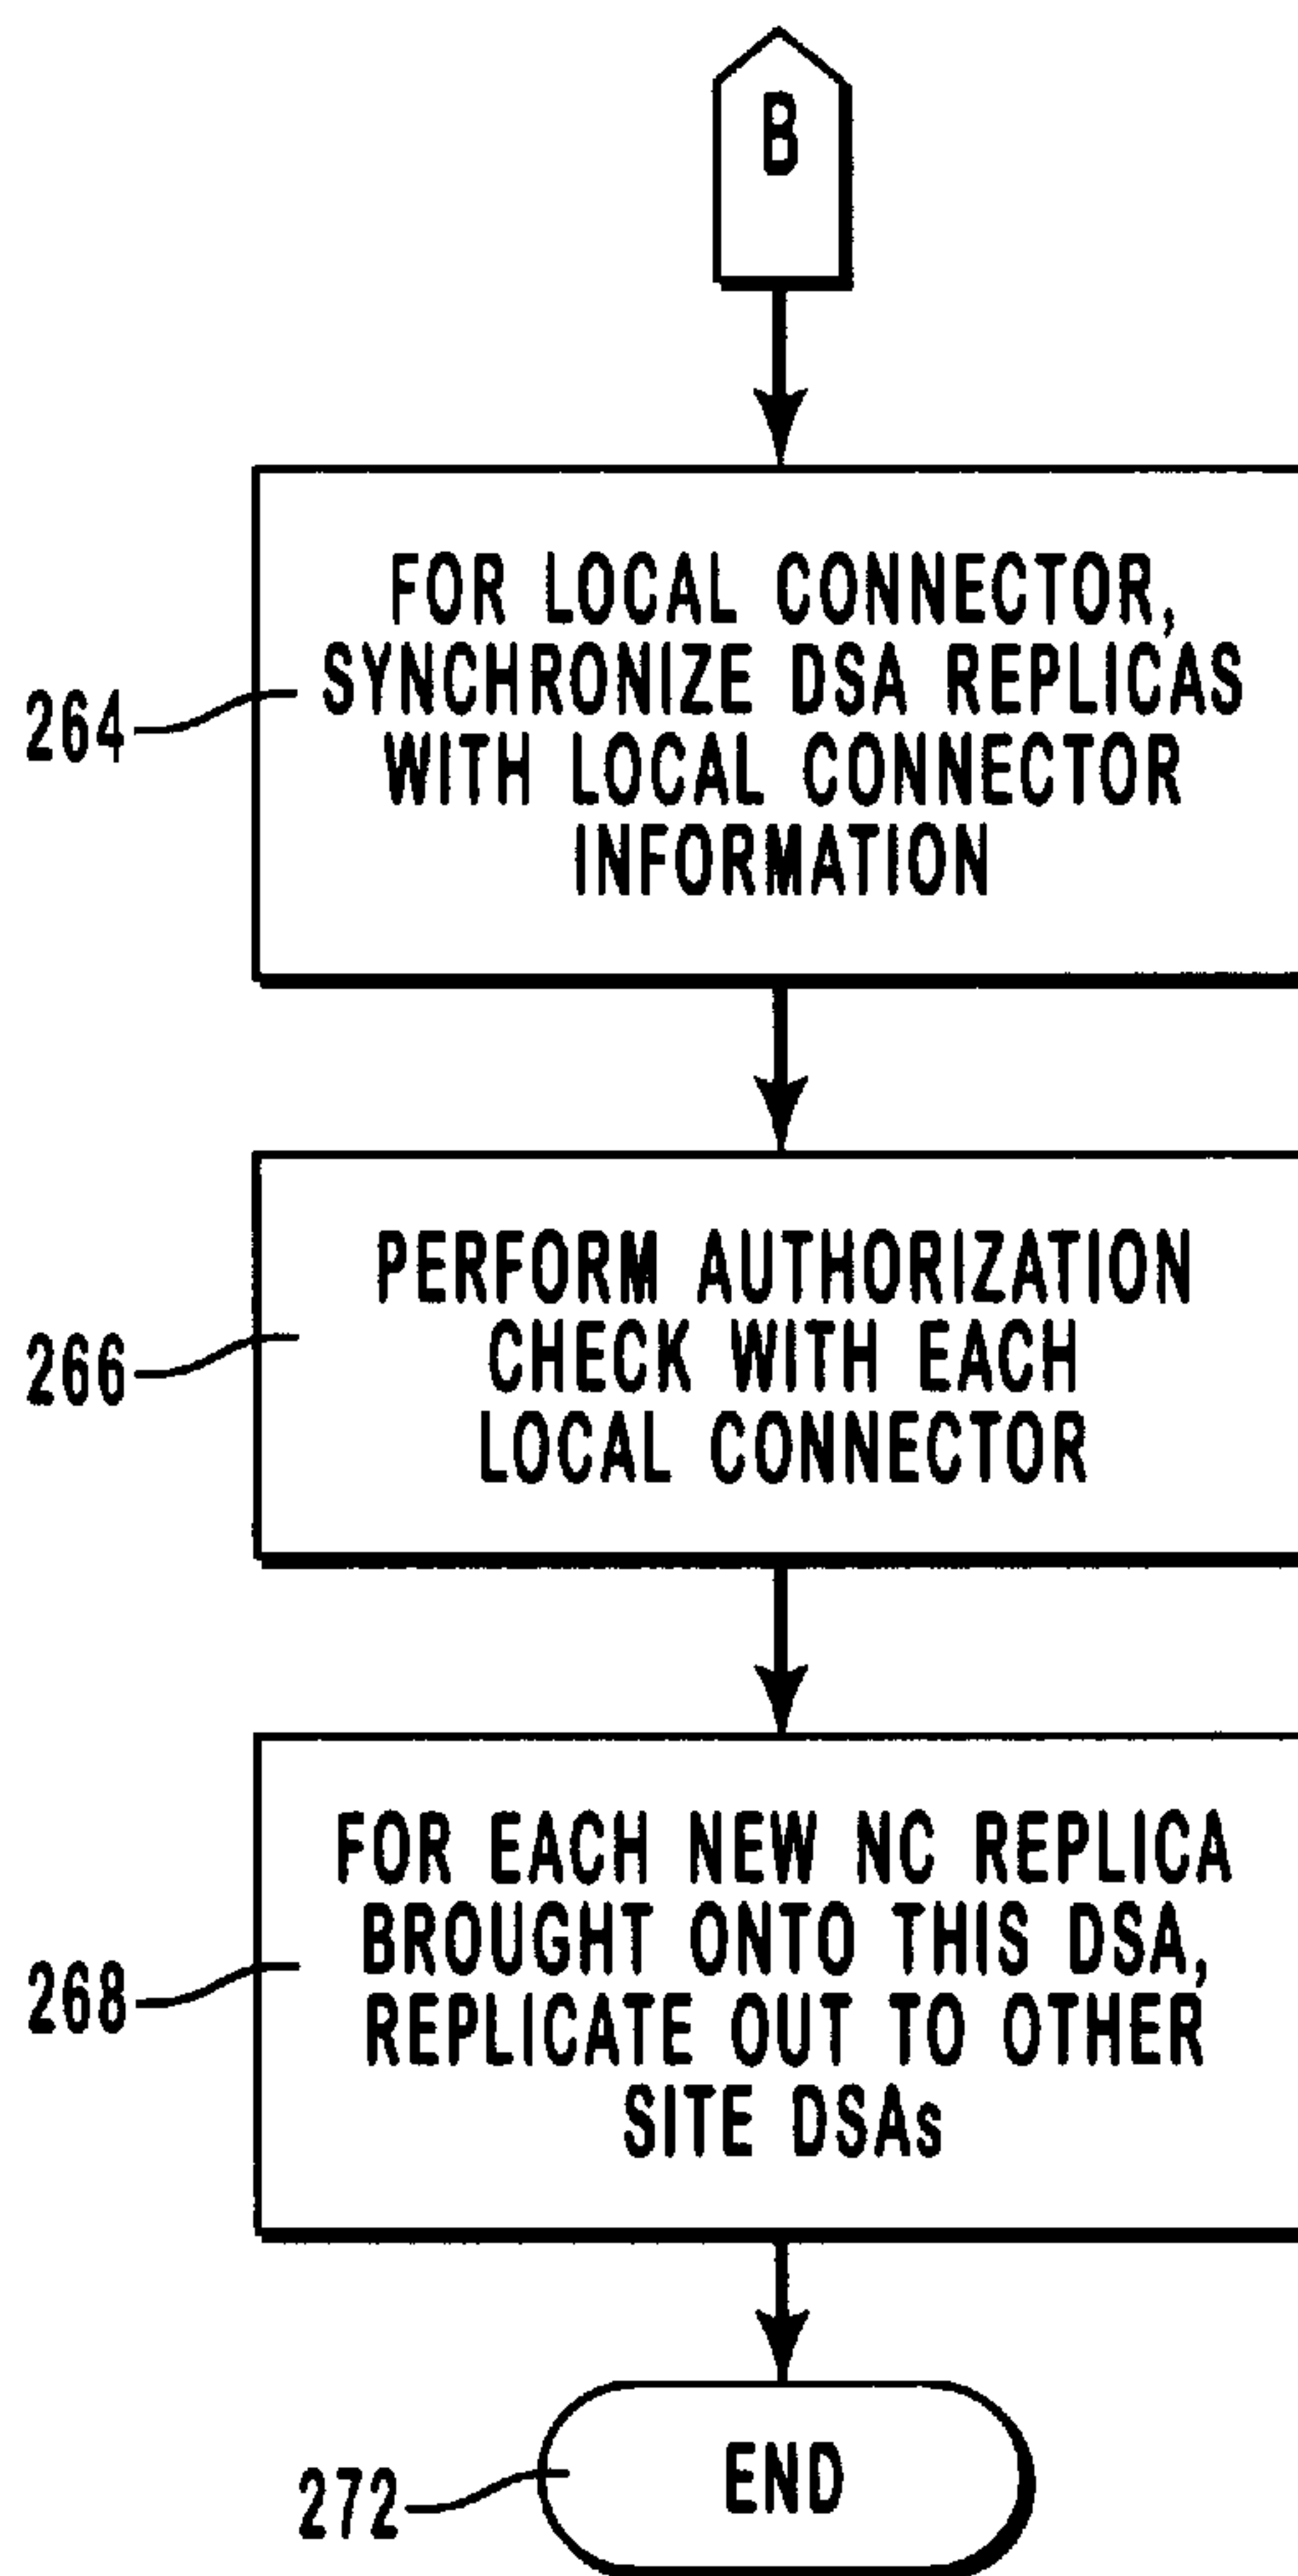 B
FOR LOCAL CONNECTOR,
SYNCHRONIZE DSA REPLICAS
WITH LOCAL CONNECTOR
INFORMATION
264
PERFORM AUTHORIZATION
CHECK WITH EACH
LOCAL CONNECTOR
266
FOR EACH NEW NC REPLICA
BROUGHT ONTO THIS DSA,
REPLICATE OUT TO OTHER
SITE DSAs
268
END
272